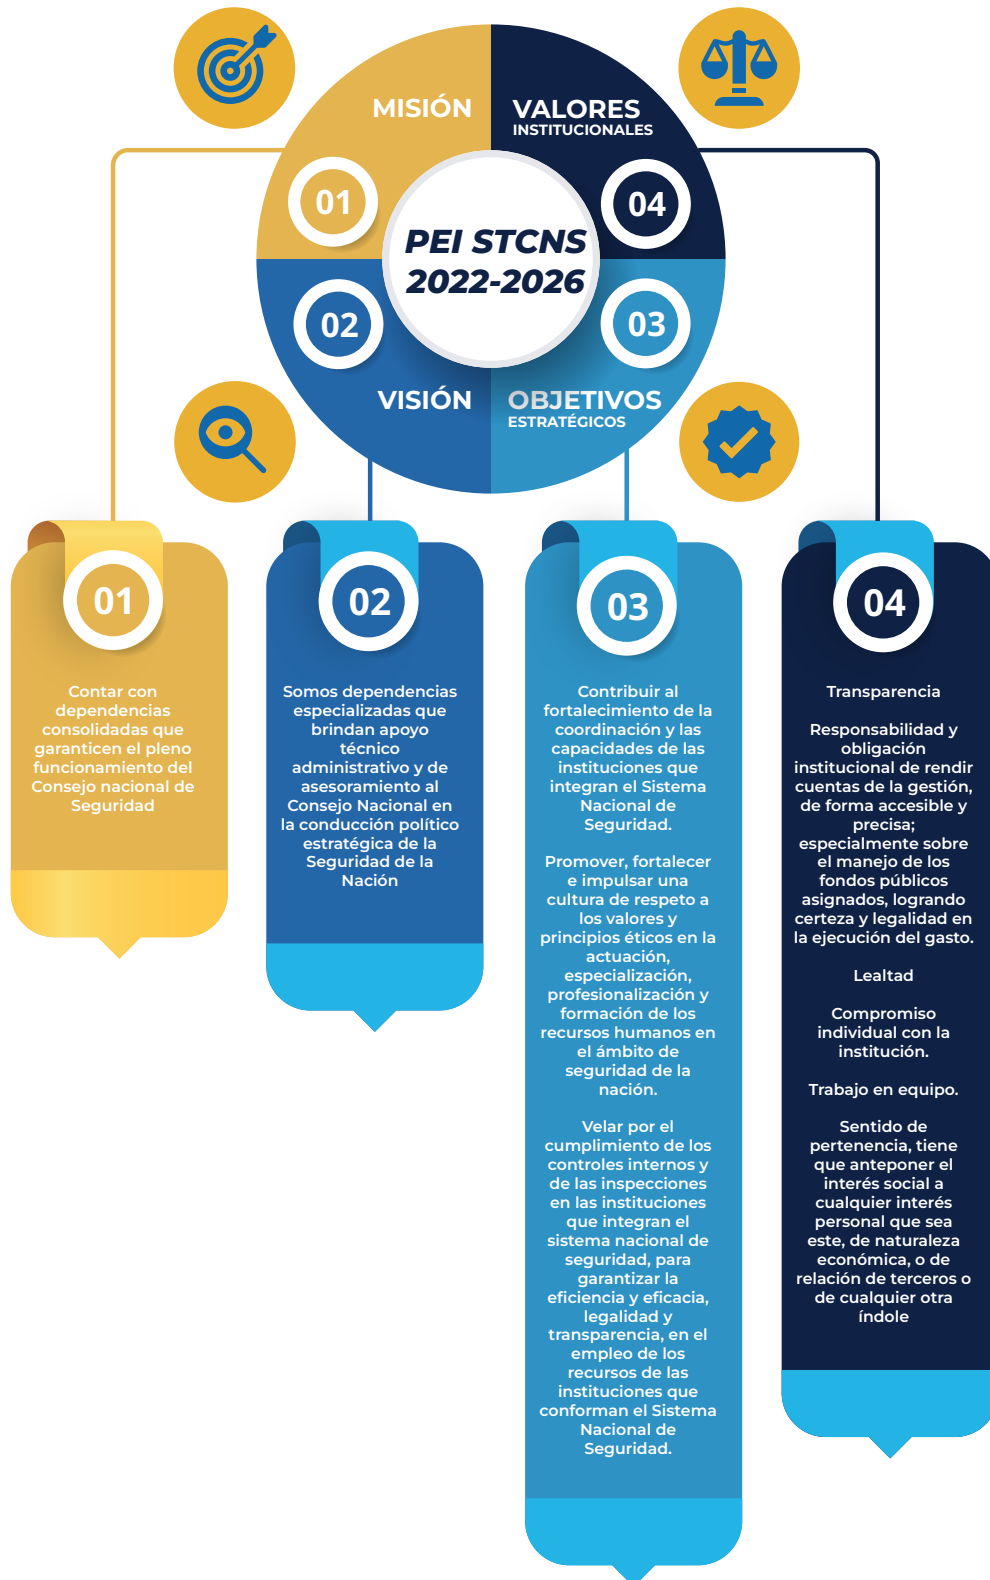 MISIÓN
VALORES
INSTITUCIONALES
01
04
PEI STCNS
2022-2026
02
03
VISIÓN
OBJETIVOS
ESTRATÉGICOS
01
Contar con
dependencias
consolidadas que
garanticen el pleno
funcionamiento del
Consejo nacional de
Seguridad
02
Somos dependencias
especializadas que
brindan apoyo
técnico
administrativo y de
asesoramiento al
Consejo Nacional en
la conducción político
estratégica de la
Seguridad de la
Nación
03
Contribuir al
fortalecimiento de la
coordinación y las
capacidades de las
instituciones que
integran el Sistema
Nacional de
Seguridad.
Promover, fortalecer
e impulsar una
cultura de respeto a
los valores y
principios éticos en la
actuación,
especialización,
profesionalización y
formación de los
recursos humanos en
el ámbito de
seguridad de la
nación.
Velar por el
cumplimiento de los
controles internos y
de las inspecciones
en las instituciones
que integran el
sistema nacional de
seguridad, para
garantizar la
eficiencia y eficacia,
legalidad y
transparencia, en el
empleo de los
recursos de las
instituciones que
conforman el Sistema
Nacional de
Seguridad.
04
Transparencia
Responsabilidad y
obligación
institucional de rendir
cuentas de la gestión,
de forma accesible y
precisa;
especialmente sobre
el manejo de los
fondos públicos
asignados, logrando
certeza y legalidad en
la ejecución del gasto.
Lealtad
Compromiso
individual con la
institución.
Trabajo en equipo.
Sentido de
pertenencia, tiene
que anteponer el
interés social a
cualquier interés
personal que sea
este, de naturaleza
económica, o de
relación de terceros o
de cualquier otra
índole